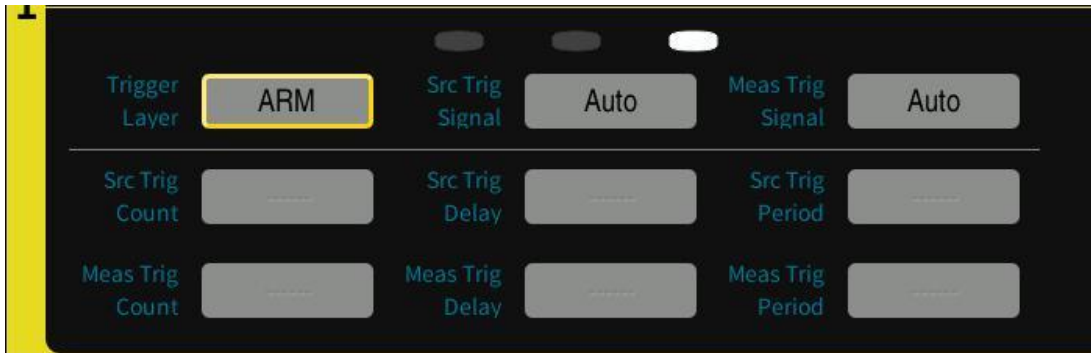 1
Trigger Layer ARM Src Trig Signal Auto Meas Trig Signal Auto
Src Trig Count ------ Src Trig Delay ------ Src Trig Period ------
Meas Trig Count ------ Meas Trig Delay ------ Meas Trig Period ------